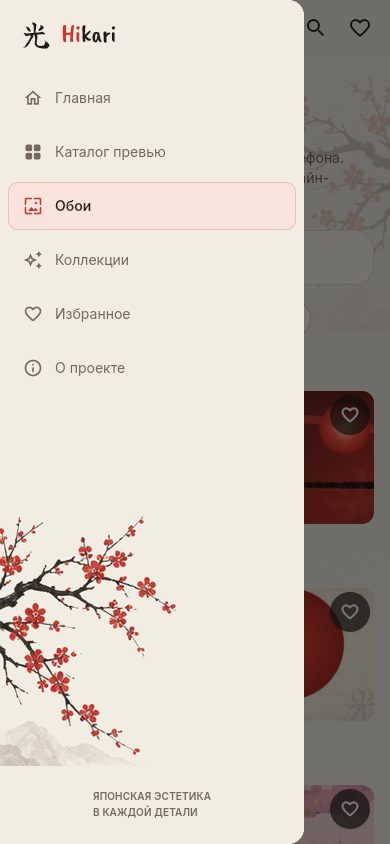 光 Hikari
Главная
Каталог превью
Обои
Коллекции
Избранное
О проекте
ЯПОНСКАЯ ЭСТЕТИКА
В КАЖДОЙ ДЕТАЛИ